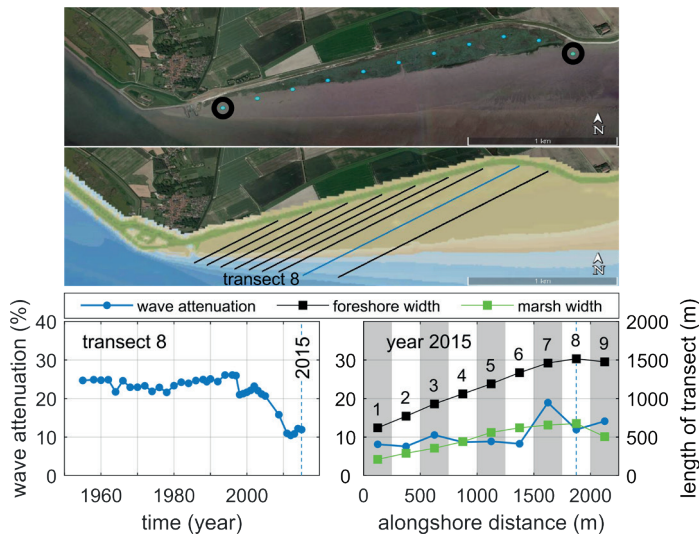 1 km
N
transect 8
1 km
N
wave attenuation
foreshore width
marsh width
wave attenuation (%)
40
30
20
10
0
transect 8
2015
1960
1980
2000
time (year)
40
30
20
10
0
year 2015
1
2
3
4
5
6
7
8
9
0
500
1000
1500
2000
alongshore distance (m)
2000
1500
1000
500
0
length of transect (m)